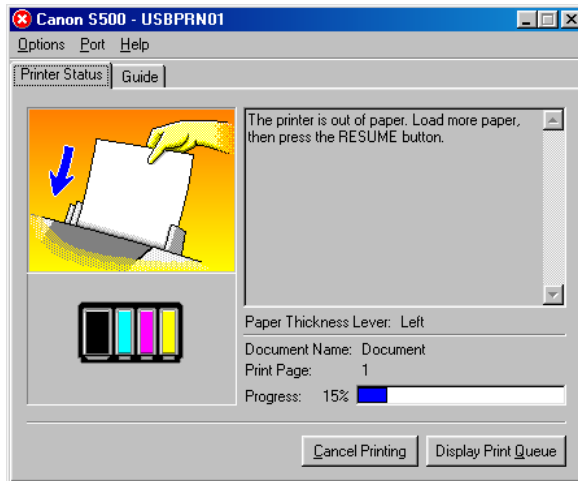 Canon S500 - USBPRN01
Options Port Help
Printer Status Guide
The printer is out of paper. Load more paper,
then press the RESUME button.
Paper Thickness Lever: Left
Document Name: Document
Print Page: 1
Progress: 15%
Cancel Printing Display Print Queue